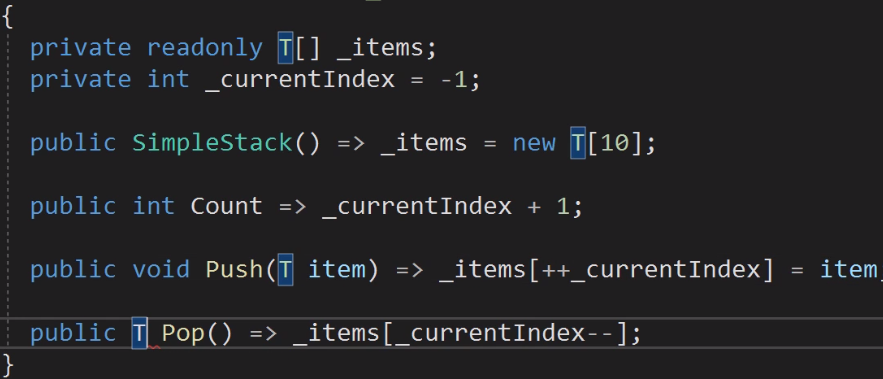 {
private readonly T[] _items;
private int _currentIndex = -1;
public SimpleStack() => _items = new T[10];
public int Count => _currentIndex + 1;
public void Push(T item) => _items[++_currentIndex] = item
public T Pop() => _items[_currentIndex--];
}